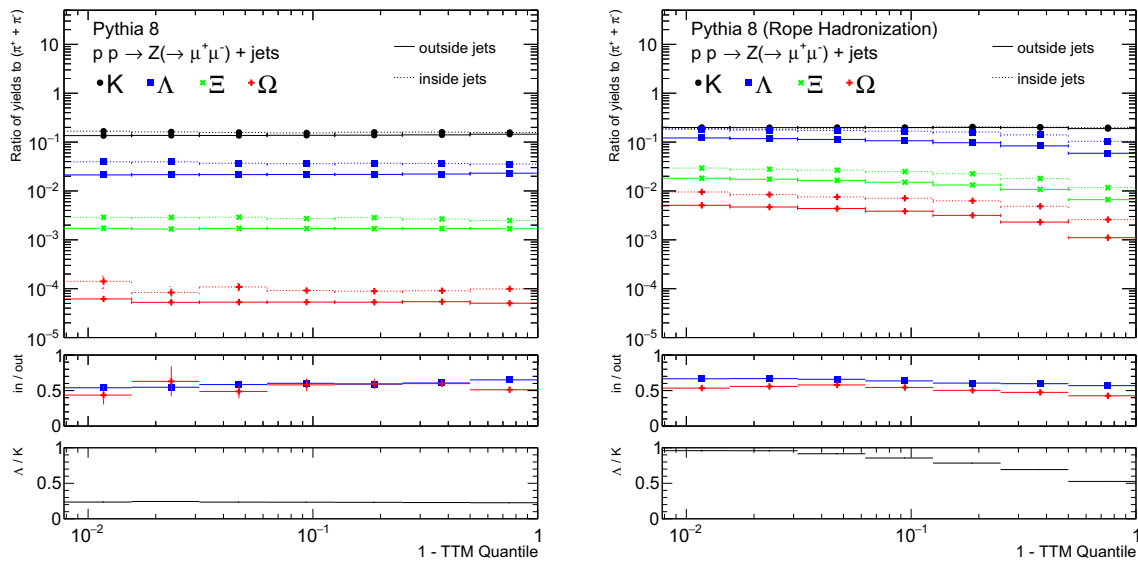 Pythia 8
p p → Z(→ μ⁺μ⁻) + jets
K Λ Ξ Ω
outside jets
inside jets
Ratio of yields to (π⁺ + π⁻)
10
1
10⁻¹
10⁻²
10⁻³
10⁻⁴
10⁻⁵
in / out
1
0.5
0
Λ / K
1
0.5
0
10⁻² 10⁻¹ 1
1 - TTM Quantile
Pythia 8 (Rope Hadronization)
p p → Z(→ μ⁺μ⁻) + jets
K Λ Ξ Ω
outside jets
inside jets
Ratio of yields to (π⁺ + π⁻)
10
1
10⁻¹
10⁻²
10⁻³
10⁻⁴
10⁻⁵
in / out
1
0.5
0
Λ / K
1
0.5
0
10⁻² 10⁻¹ 1
1 - TTM Quantile